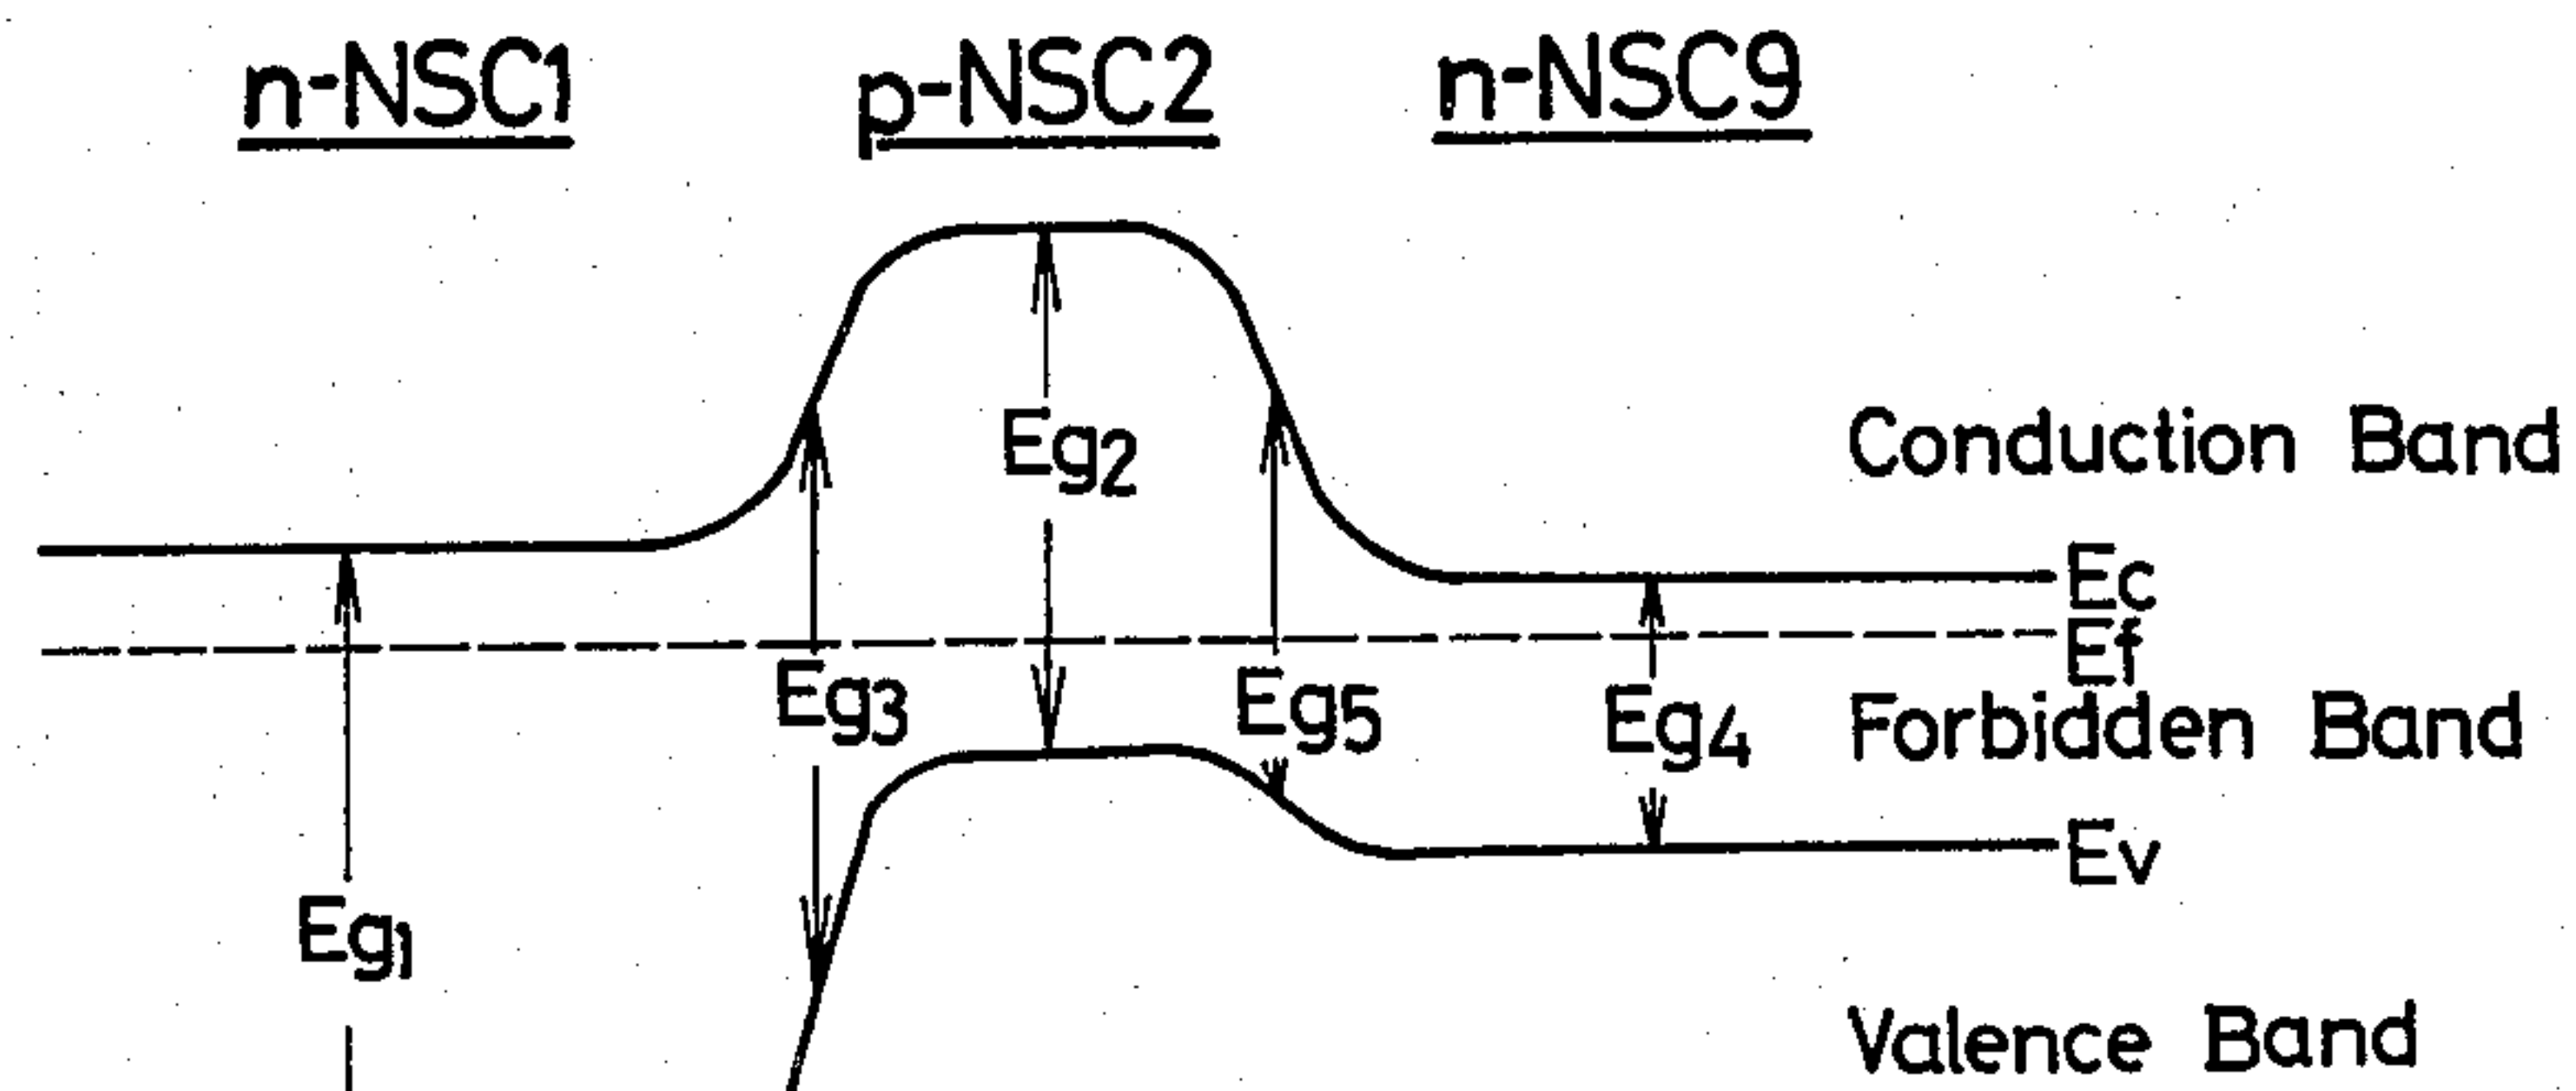 n-NSC1 p-NSC2 n-NSC9
Eg2 Conduction Band
Ec
Ef
Eg3 Eg5 Eg4 Forbidden Band
Ev
Eg1
Valence Band